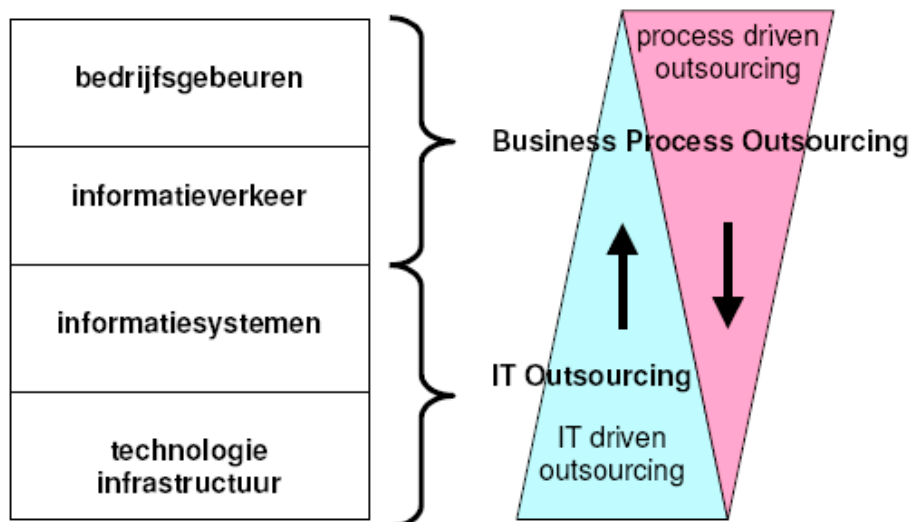 bedrijfsgebeuren
informatieverkeer
informatiesystemen
technologie
infrastructuur
process driven
outsourcing
Business Process Outsourcing
IT Outsourcing
IT driven
outsourcing